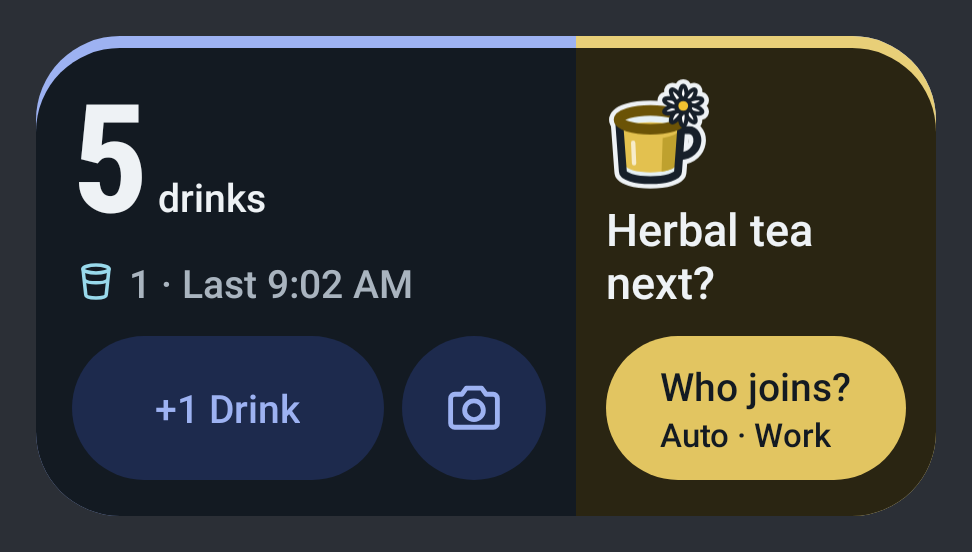 5 drinks
1 · Last 9:02 AM
+1 Drink
Herbal tea
next?
Who joins?
Auto · Work